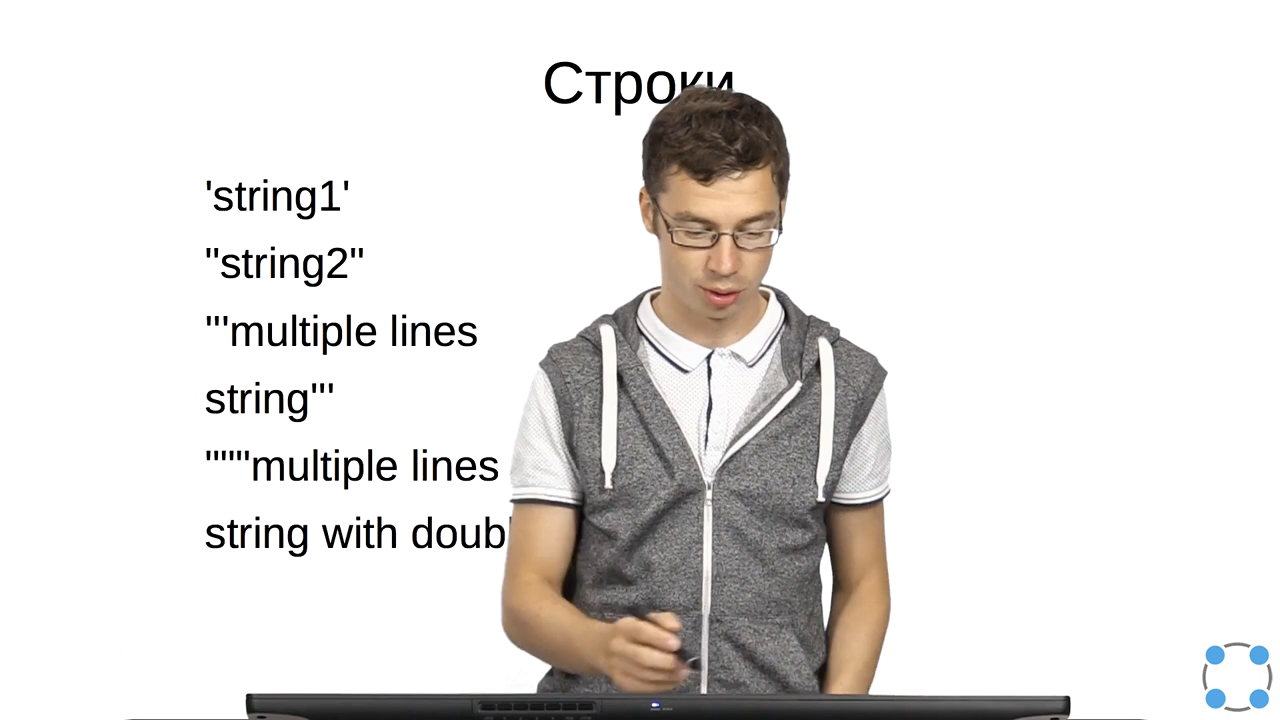 Строки
'string1'
"string2"
'''multiple lines
string'''
"""multiple lines
string with